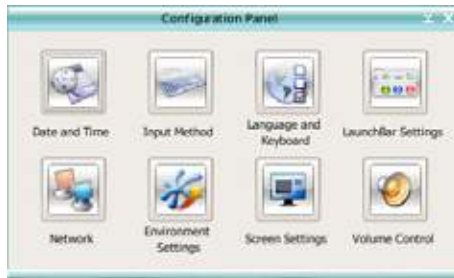 Configuration Panel
Date and Time
Input Method
Language and
Keyboard
LaunchBar Settings
Network
Environment
Settings
Screen Settings
Volume Control